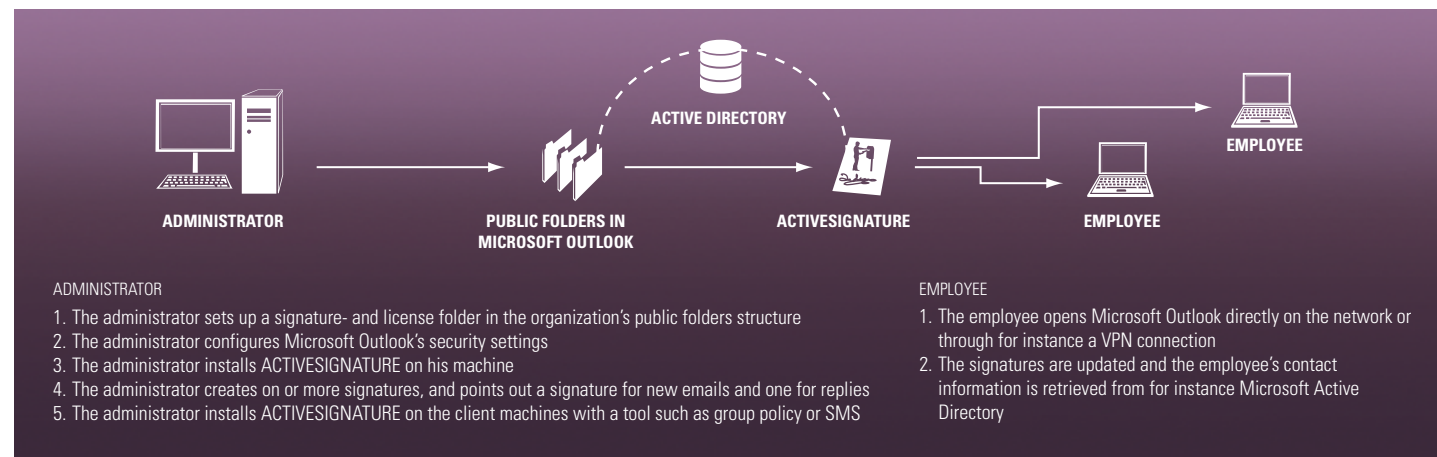 ACTIVE DIRECTORY
EMPLOYEE
ADMINISTRATOR
PUBLIC FOLDERS IN
MICROSOFT OUTLOOK
ACTIVESIGNATURE
EMPLOYEE
ADMINISTRATOR
1. The administrator sets up a signature- and license folder in the organization's public folders structure
2. The administrator configures Microsoft Outlook's security settings
3. The administrator installs ACTIVESIGNATURE on his machine
4. The administrator creates on or more signatures, and points out a signature for new emails and one for replies
5. The administrator installs ACTIVESIGNATURE on the client machines with a tool such as group policy or SMS
EMPLOYEE
1. The employee opens Microsoft Outlook directly on the network or
through for instance a VPN connection
2. The signatures are updated and the employee's contact
information is retrieved from for instance Microsoft Active
Directory